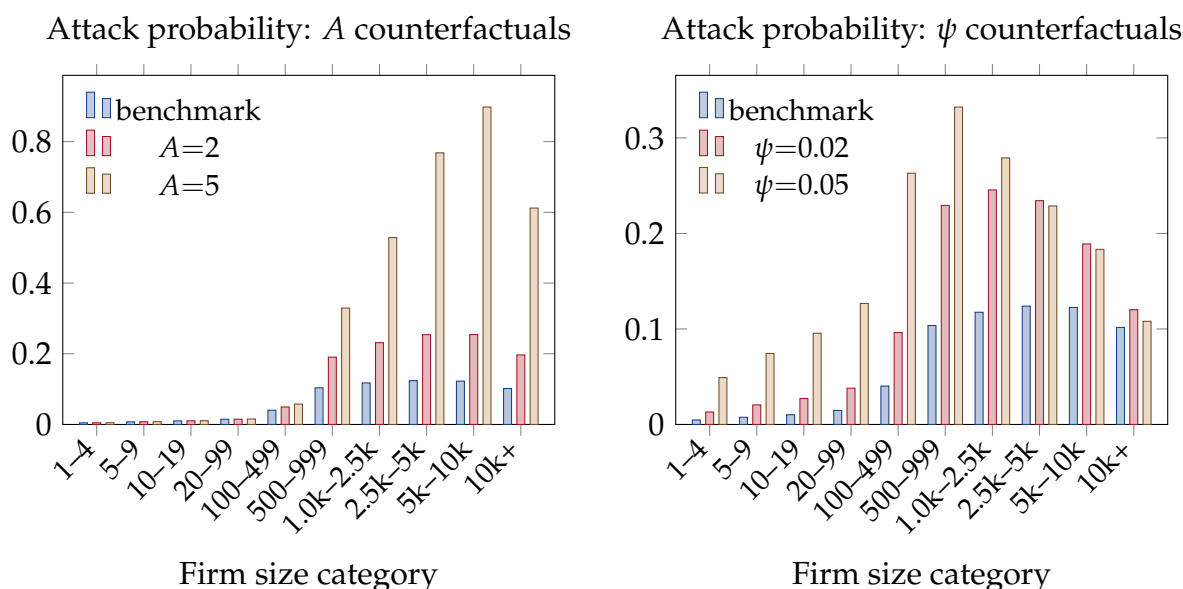 Attack probability: A counterfactuals
0.8
0.6
0.4
0.2
0
benchmark
A=2
A=5
1–4
5–9
10–19
20–99
100–499
500–999
1.0k–2.5k
2.5k–5k
5k–10k
10k+
Firm size category
Attack probability: ψ counterfactuals
0.3
0.2
0.1
0
benchmark
ψ=0.02
ψ=0.05
1–4
5–9
10–19
20–99
100–499
500–999
1.0k–2.5k
2.5k–5k
5k–10k
10k+
Firm size category